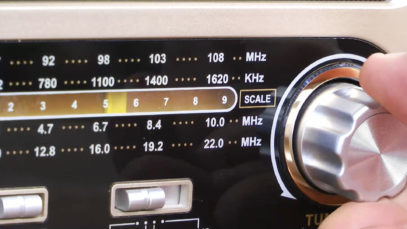 92 98 103 108 MHz
780 1100 1400 1620 KHz
2 3 4 5 6 7 8 9 SCALE
4.7 6.7 8.4 10.0 MHz
12.8 16.0 19.2 22.0 MHz